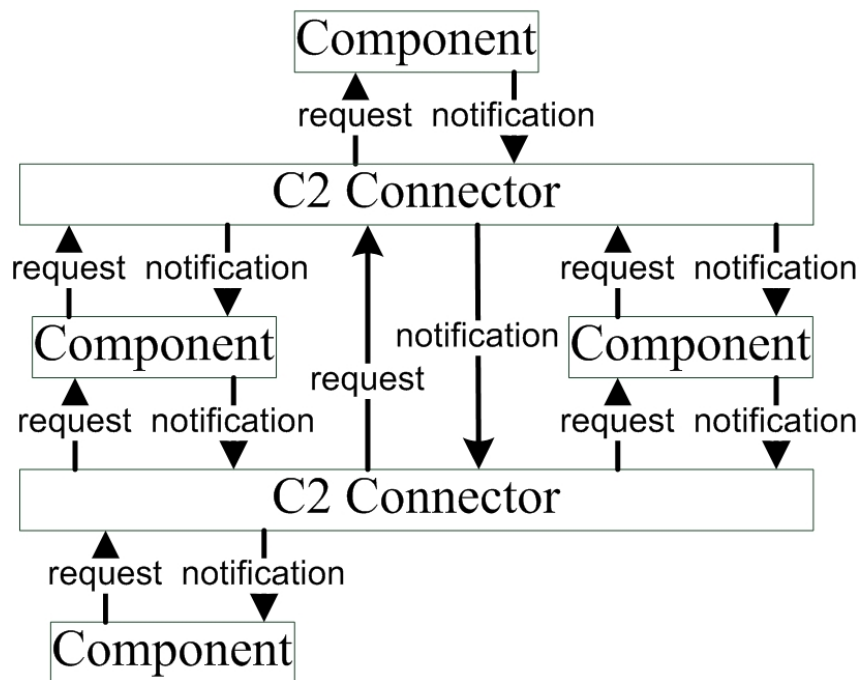 Component
request notification
C2 Connector
request notification request notification
notification
Component Component
request
request notification request notification
C2 Connector
request notification
Component